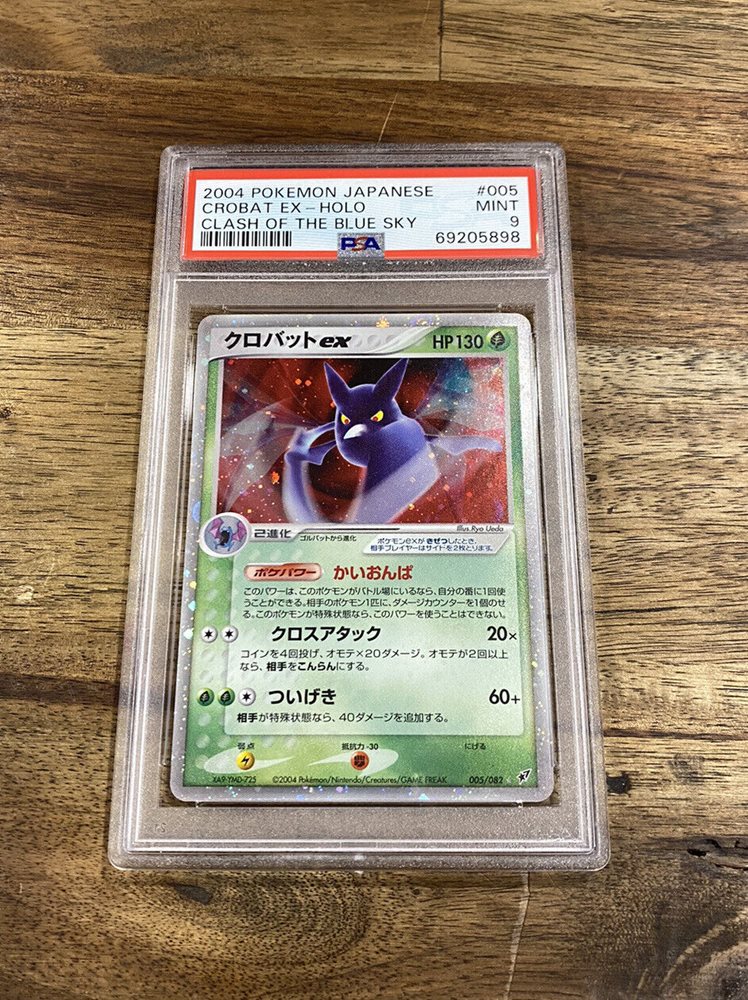 2004 POKEMON JAPANESE #005
CROBAT EX-HOLO MINT
CLASH OF THE BLUE SKY 9
PSA 69205898
クロバットex HP130
Illus.Ryo Ueda
2進化 ゴルバットから進化
ポケモンexがきぜつしたとき、
相手プレイヤーはサイドを2枚とります。
ポケパワー かいおんぱ
このパワーは、このポケモンがバトル場にいるなら、自分の番に1回使
うことができる。相手のポケモン1匹に、ダメージカウンターを1個のせ
る。このポケモンが特殊状態なら、このパワーを使うことはできない。
クロスアタック 20×
コインを4回投げ、オモテ×20ダメージ。オモテが2回以上
なら、相手をこんらんにする。
ついげき 60+
相手が特殊状態なら、40ダメージを追加する。
弱点 抵抗力 -30 にげる
XA9-YMD-725 ©2004 Pokémon/Nintendo/Creatures/GAME FREAK 005/082